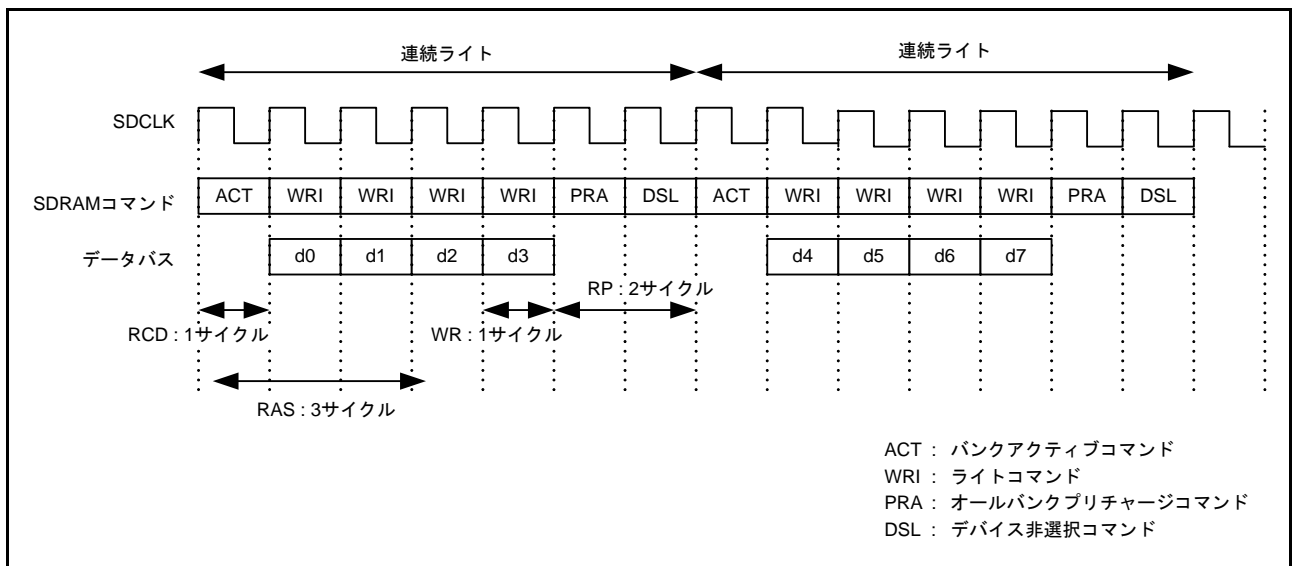 連続ライト 連続ライト
SDCLK
SDRAMコマンド ACT WRI WRI WRI WRI PRA DSL ACT WRI WRI WRI WRI PRA DSL
データバス d0 d1 d2 d3 d4 d5 d6 d7
RP : 2サイクル
RCD : 1サイクル WR : 1サイクル
RAS : 3サイクル
ACT : バンクアクティブコマンド
WRI : ライトコマンド
PRA : オールバンクプリチャージコマンド
DSL : デバイス非選択コマンド